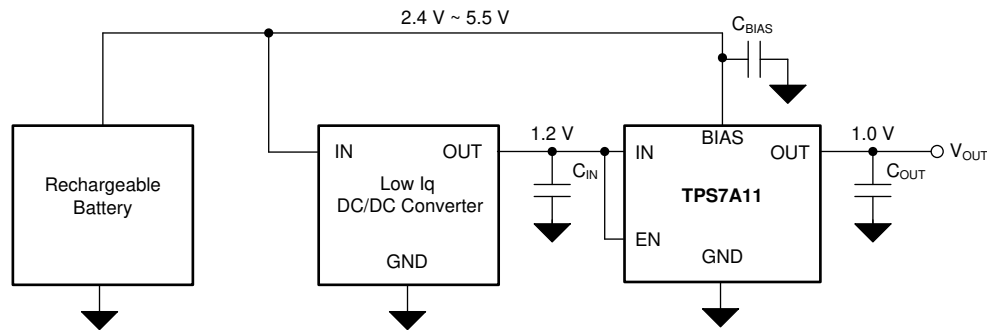 2.4 V ~ 5.5 V
CBIAS
Rechargeable
Battery
IN
OUT
Low Iq
DC/DC Converter
GND
1.2 V
CIN
BIAS
IN
OUT
TPS7A11
EN
GND
1.0 V
VOUT
COUT